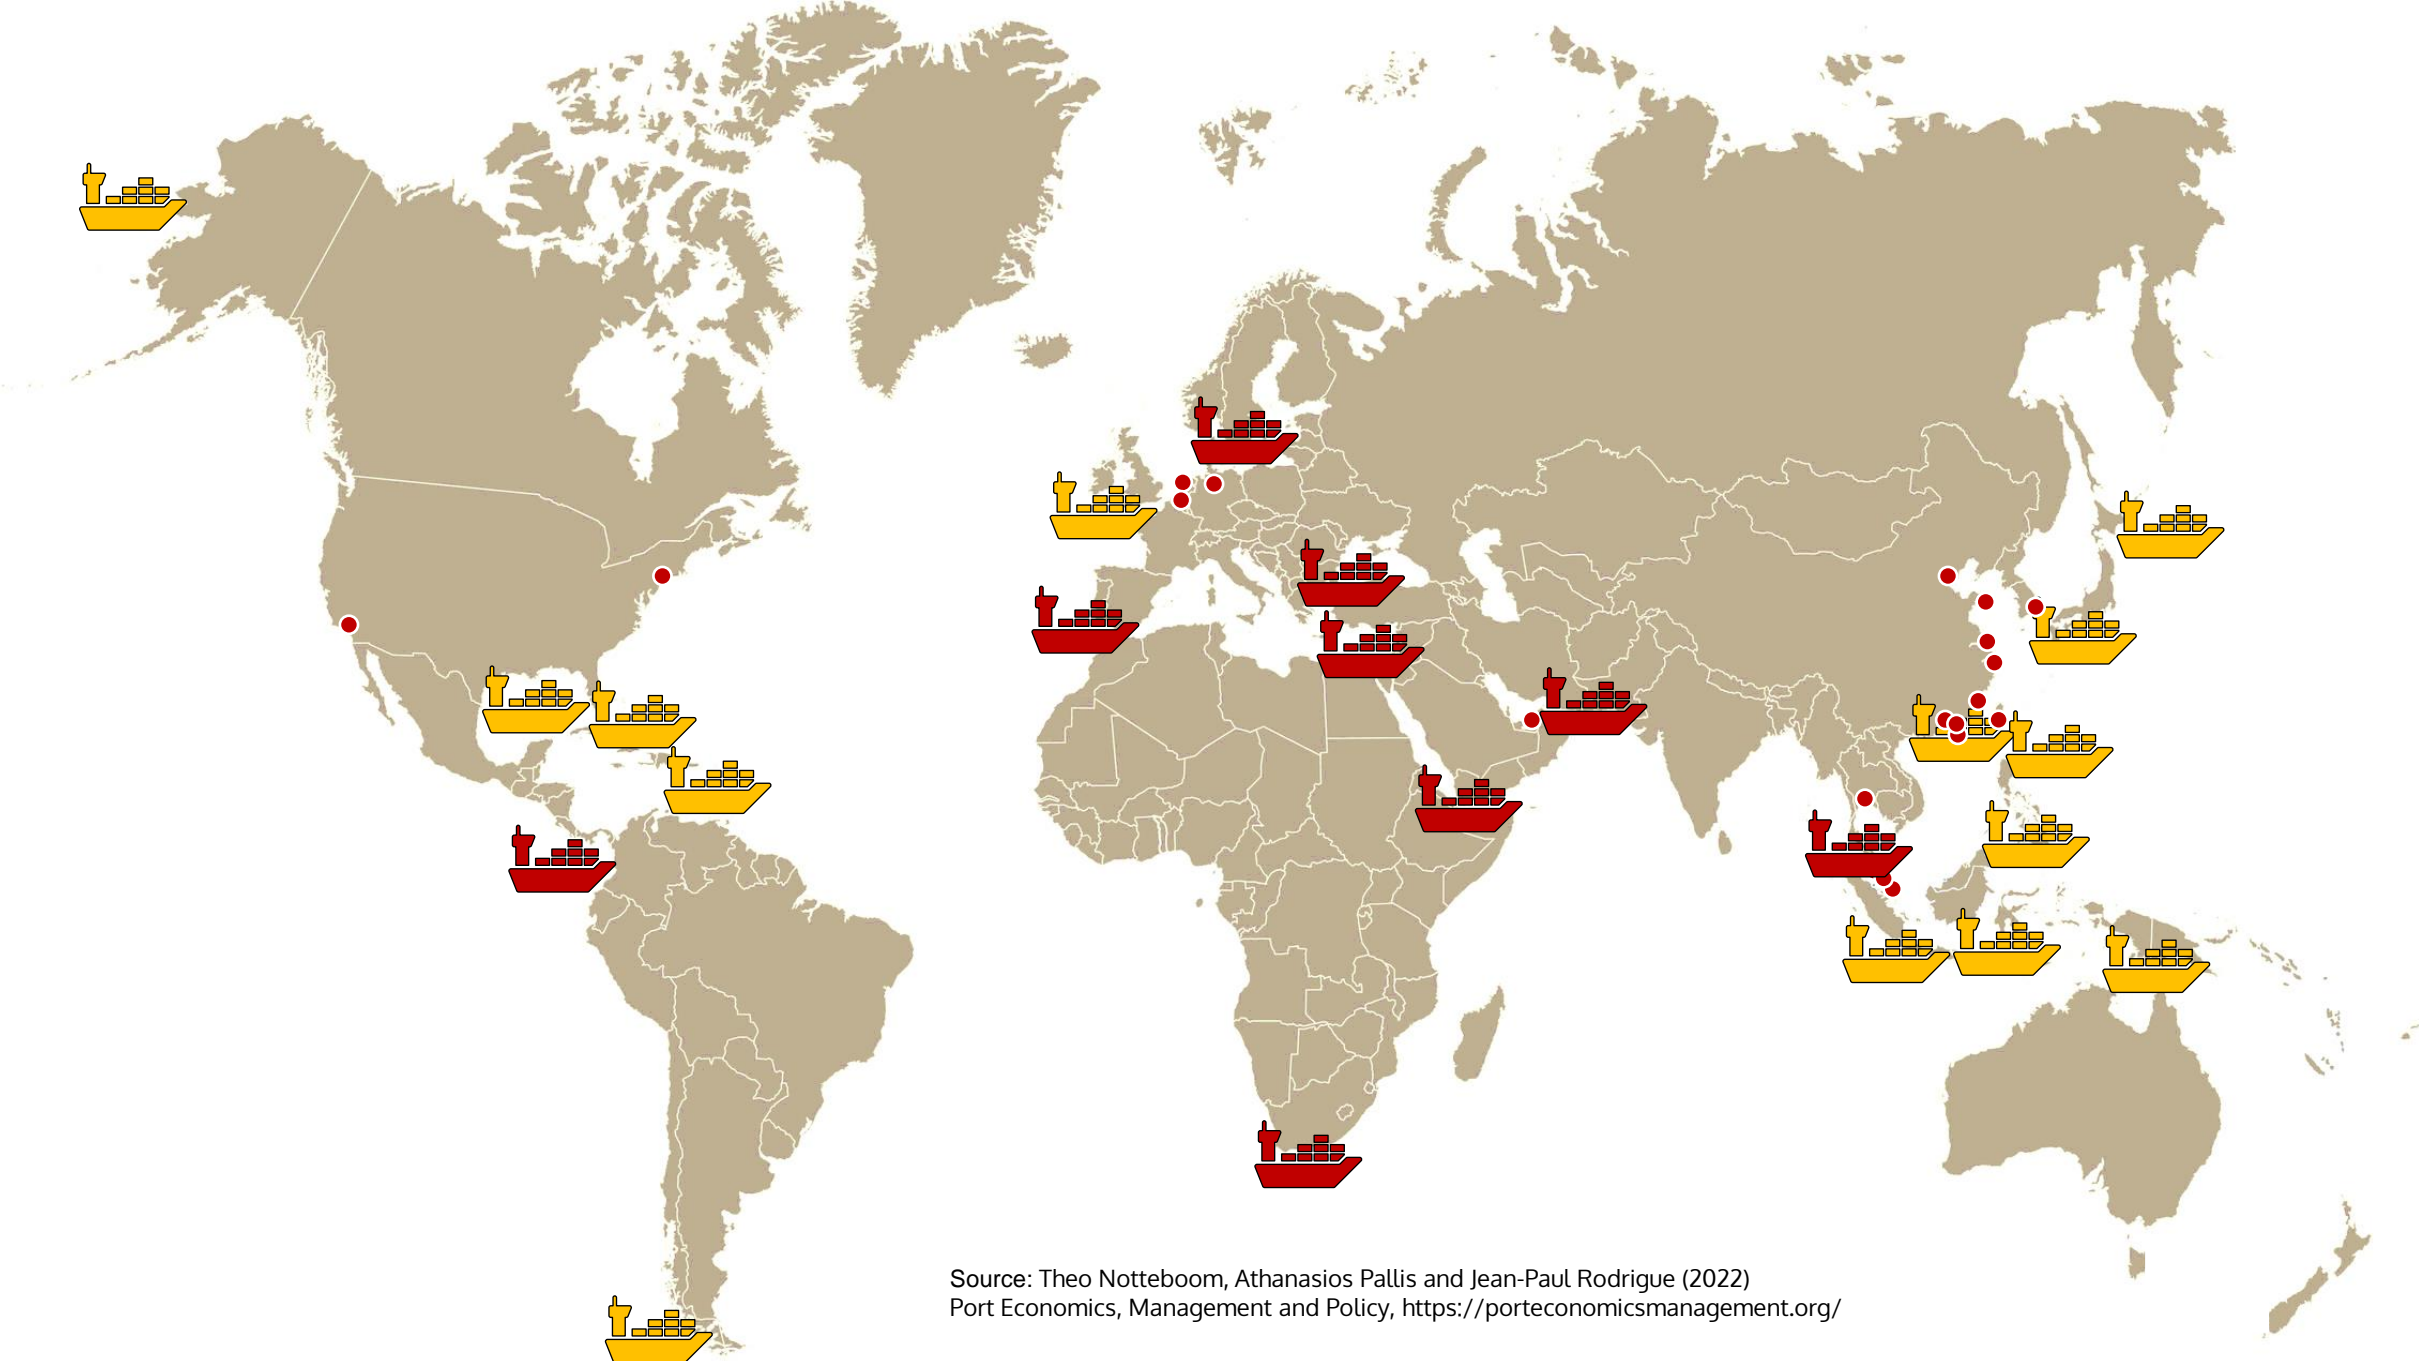 Source: Theo Notteboom, Athanasios Pallis and Jean-Paul Rodrigue (2022)
Port Economics, Management and Policy, https://porteconomicsmanagement.org/